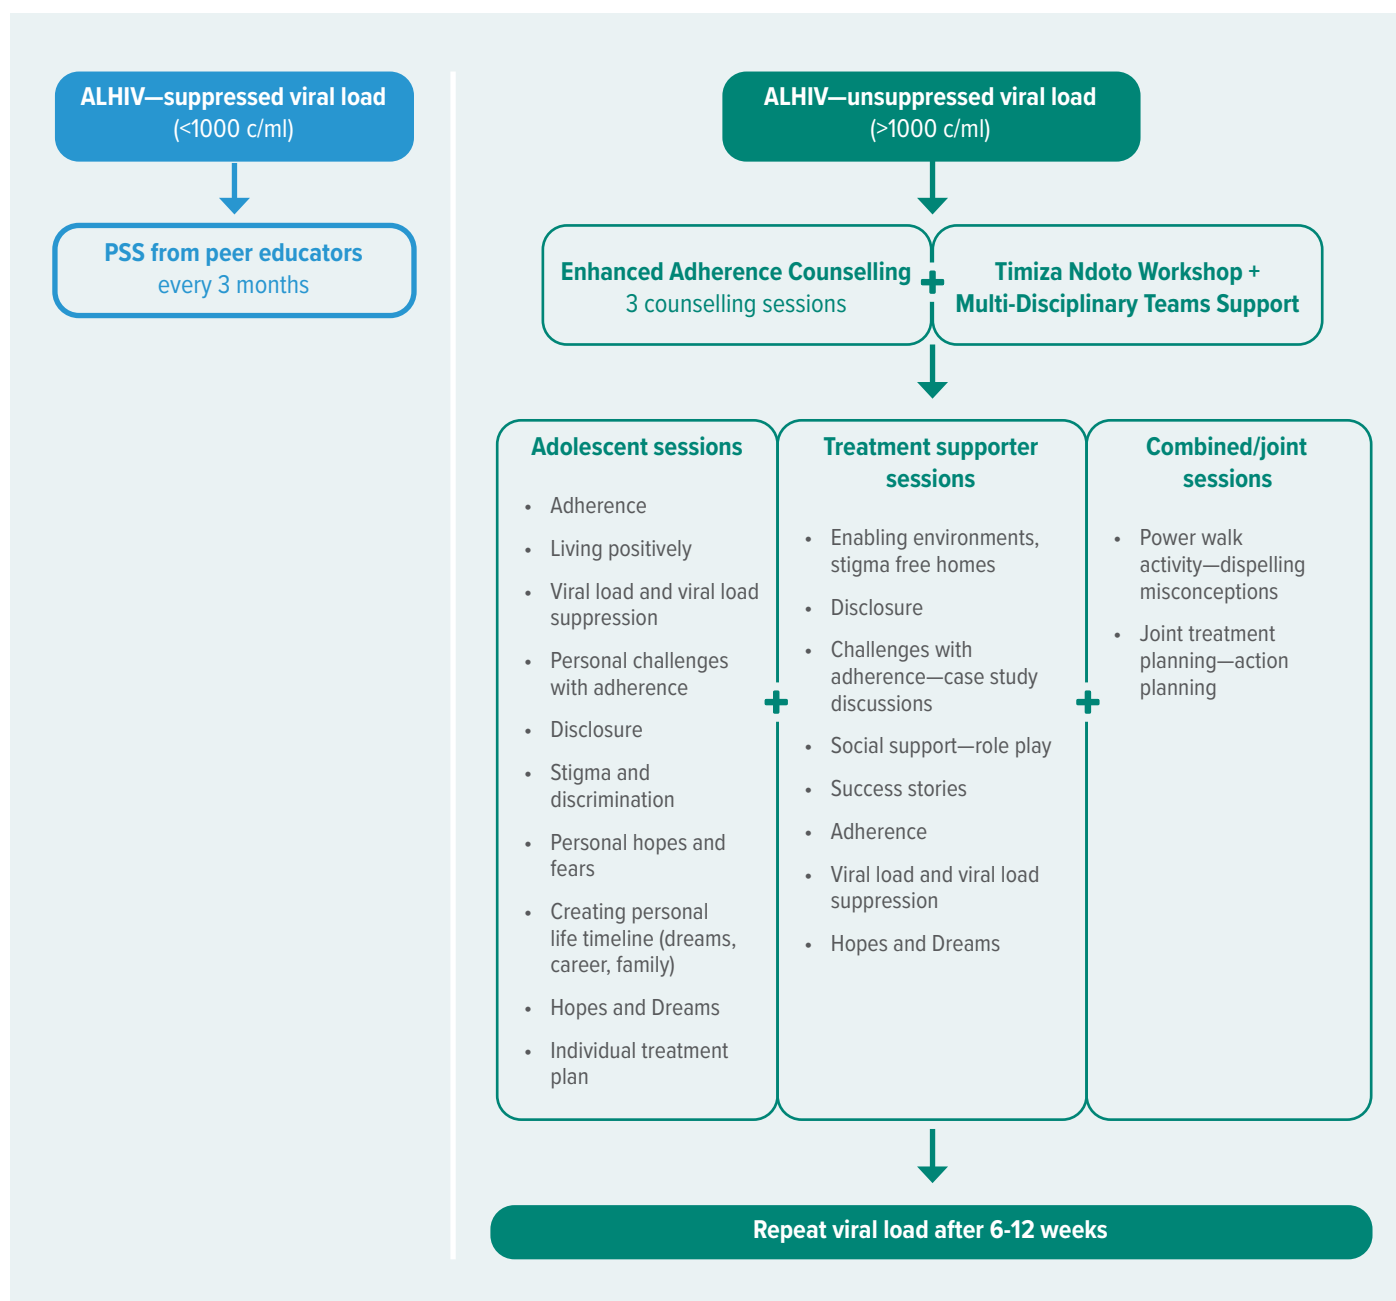 ALHIV—suppressed viral load
(<1000 c/ml)
PSS from peer educators
every 3 months
ALHIV—unsuppressed viral load
(>1000 c/ml)
Enhanced Adherence Counselling
3 counselling sessions
+
Timiza Ndoto Workshop +
Multi-Disciplinary Teams Support
Adolescent sessions
• Adherence
• Living positively
• Viral load and viral load
suppression
• Personal challenges
with adherence
• Disclosure
• Stigma and
discrimination
• Personal hopes and
fears
• Creating personal
life timeline (dreams,
career, family)
• Hopes and Dreams
• Individual treatment
plan
+
Treatment supporter
sessions
• Enabling environments,
stigma free homes
• Disclosure
• Challenges with
adherence—case study
discussions
• Social support—role play
• Success stories
• Adherence
• Viral load and viral load
suppression
• Hopes and Dreams
+
Combined/joint
sessions
• Power walk
activity—dispelling
misconceptions
• Joint treatment
planning—action
planning
Repeat viral load after 6-12 weeks